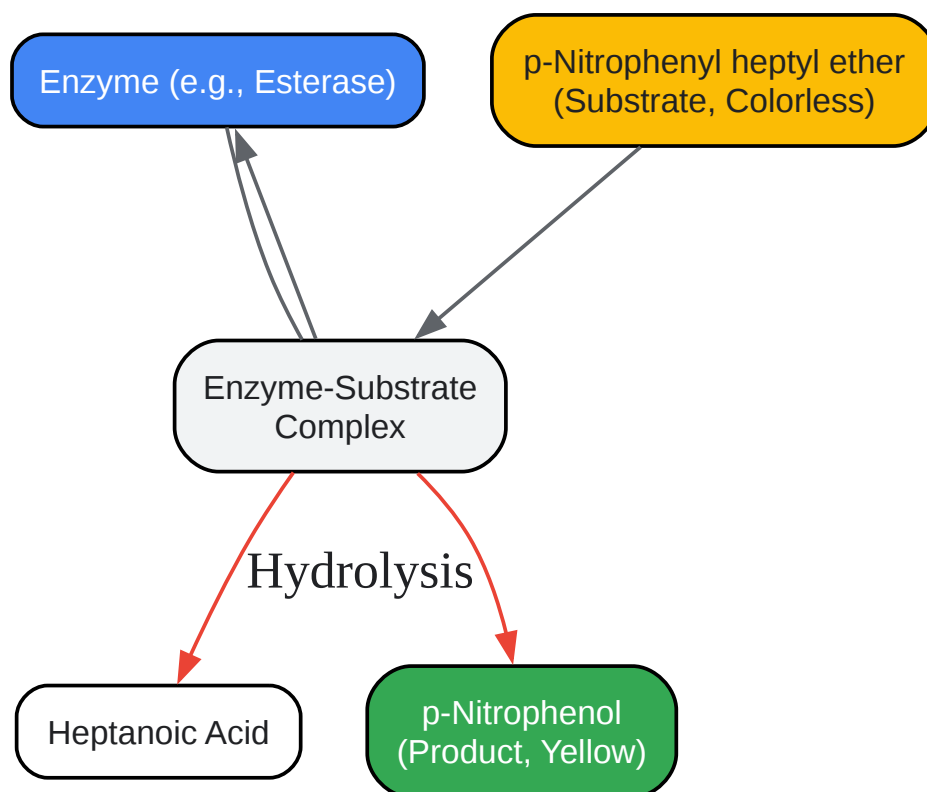 Enzyme (e.g., Esterase)
p-Nitrophenyl heptyl ether
(Substrate, Colorless)
Enzyme-Substrate
Complex
Hydrolysis
Heptanoic Acid
p-Nitrophenol
(Product, Yellow)